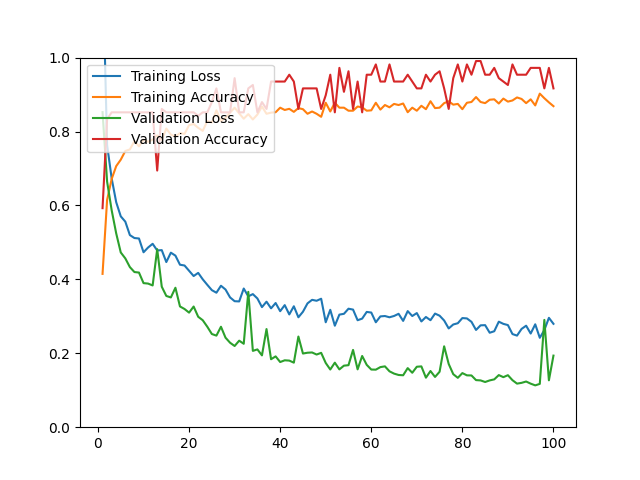 1.0
0.8
0.6
0.4
0.2
0.0
0 20 40 60 80 100
Training Loss
Training Accuracy
Validation Loss
Validation Accuracy